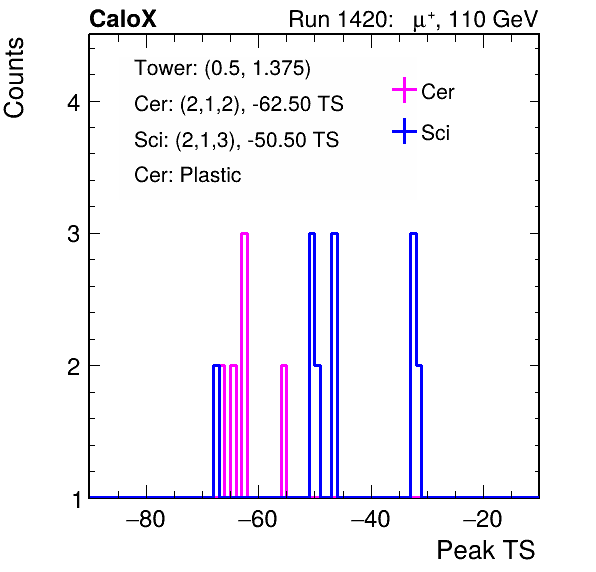 CaloX Run 1420: μ⁺, 110 GeV
Counts
Tower: (0.5, 1.375)
Cer: (2,1,2), -62.50 TS
Sci: (2,1,3), -50.50 TS
Cer: Plastic
Cer
Sci
4
3
2
1
−80 −60 −40 −20
Peak TS